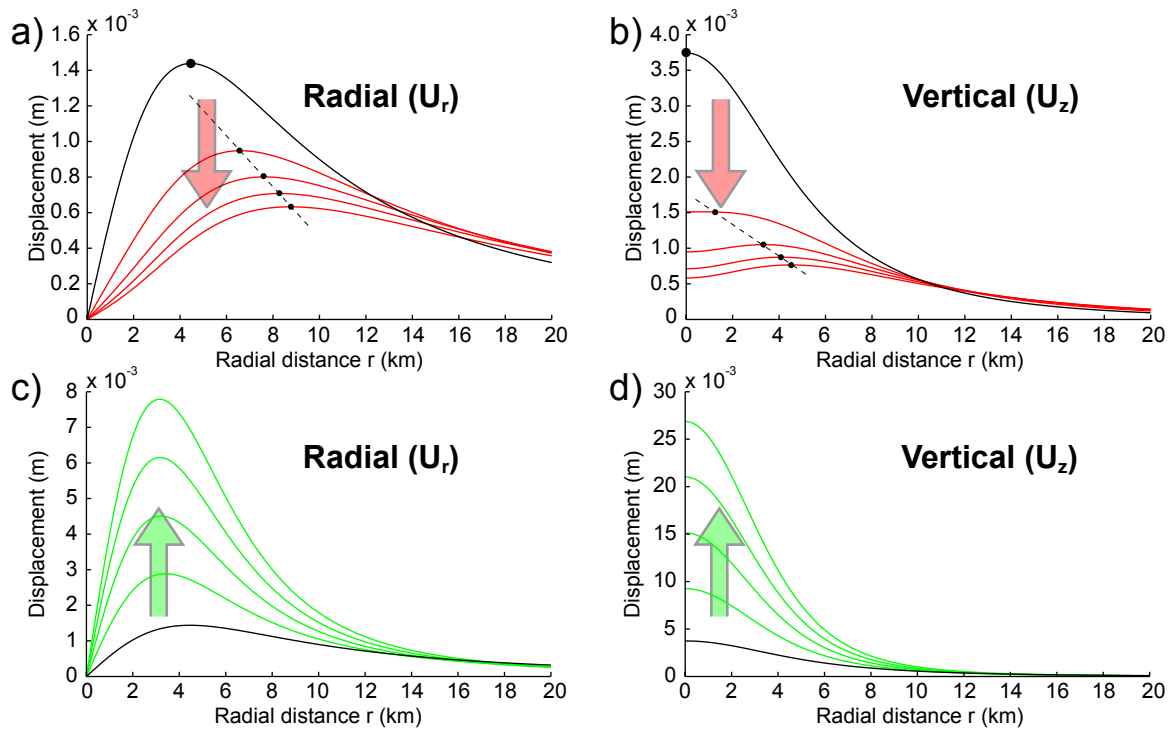 a)
x 10⁻³
Radial (Uᵣ)
Displacement (m)
1.6
1.4
1.2
1.0
0.8
0.6
0.4
0.2
0
0 2 4 6 8 10 12 14 16 18 20
Radial distance r (km)
b)
x 10⁻³
Vertical (U_z)
Displacement (m)
4.0
3.5
3.0
2.5
2.0
1.5
1.0
0.5
0
0 2 4 6 8 10 12 14 16 18 20
Radial distance r (km)
c)
x 10⁻³
Radial (Uᵣ)
Displacement (m)
8
7
6
5
4
3
2
1
0
0 2 4 6 8 10 12 14 16 18 20
Radial distance r (km)
d)
x 10⁻³
Vertical (U_z)
Displacement (m)
30
25
20
15
10
5
0
0 2 4 6 8 10 12 14 16 18 20
Radial distance r (km)